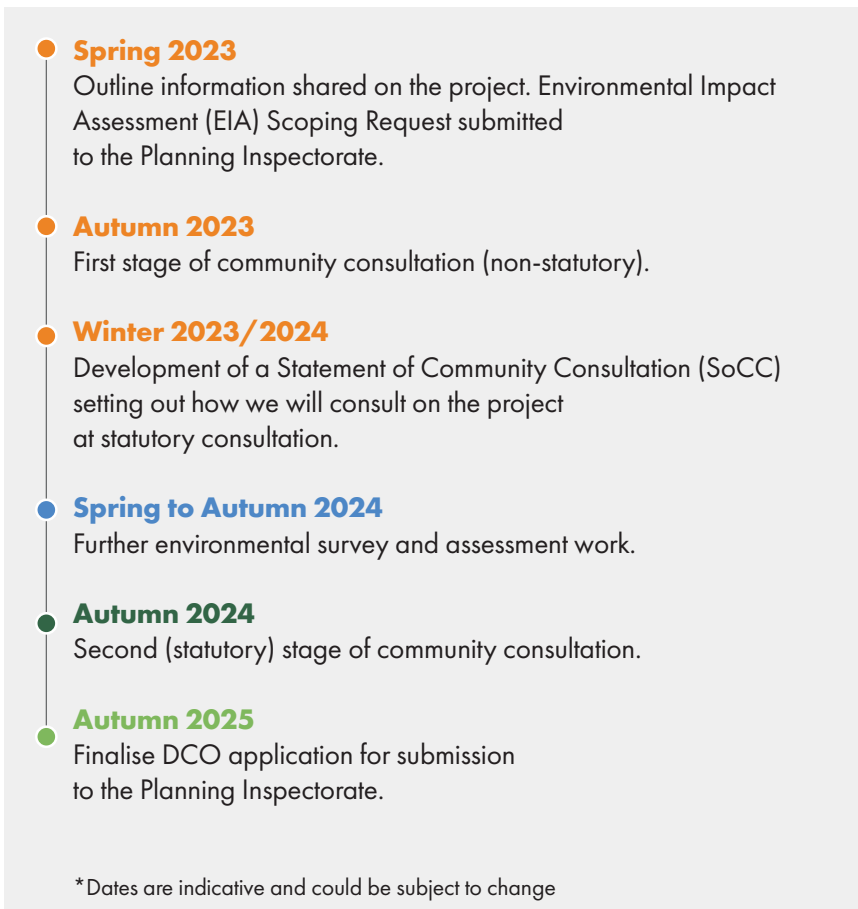 Spring 2023
Outline information shared on the project. Environmental Impact
Assessment (EIA) Scoping Request submitted
to the Planning Inspectorate.
Autumn 2023
First stage of community consultation (non-statutory).
Winter 2023/2024
Development of a Statement of Community Consultation (SoCC)
setting out how we will consult on the project
at statutory consultation.
Spring to Autumn 2024
Further environmental survey and assessment work.
Autumn 2024
Second (statutory) stage of community consultation.
Autumn 2025
Finalise DCO application for submission
to the Planning Inspectorate.
*Dates are indicative and could be subject to change